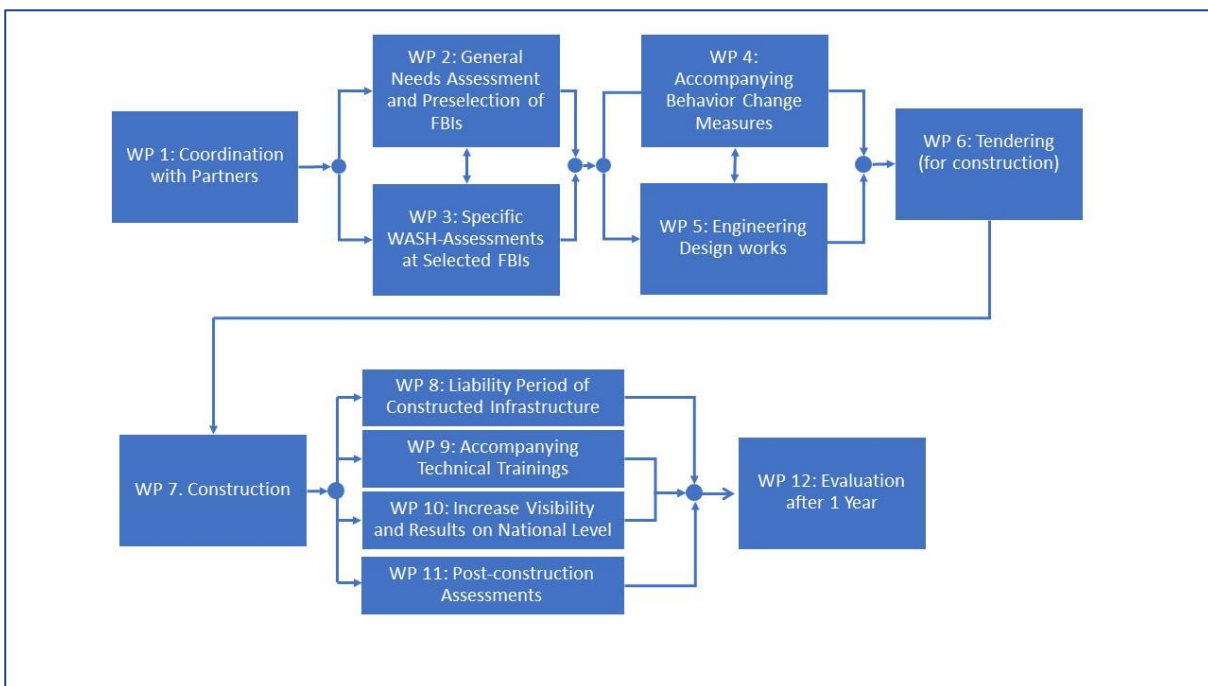 WP 1: Coordination
with Partners
WP 2: General
Needs Assessment
and Preselection of
FBIs
WP 3: Specific
WASH-Assessments
at Selected FBIs
WP 4:
Accompanying
Behavior Change
Measures
WP 5: Engineering
Design works
WP 6: Tendering
(for construction)
WP 7. Construction
WP 8: Liability Period of
Constructed Infrastructure
WP 9: Accompanying
Technical Trainings
WP 10: Increase Visibility
and Results on National Level
WP 11: Post-construction
Assessments
WP 12: Evaluation
after 1 Year